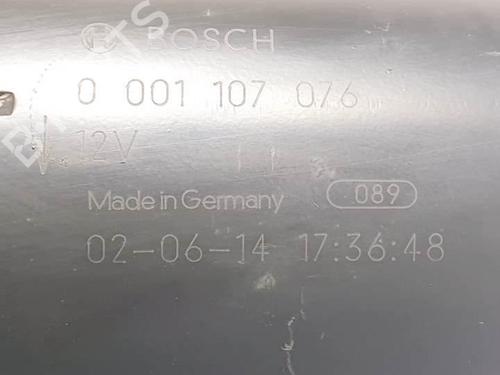 BOSCH
0 001 107 076
12V
Made in Germany 089
02-06-14 17:36:48